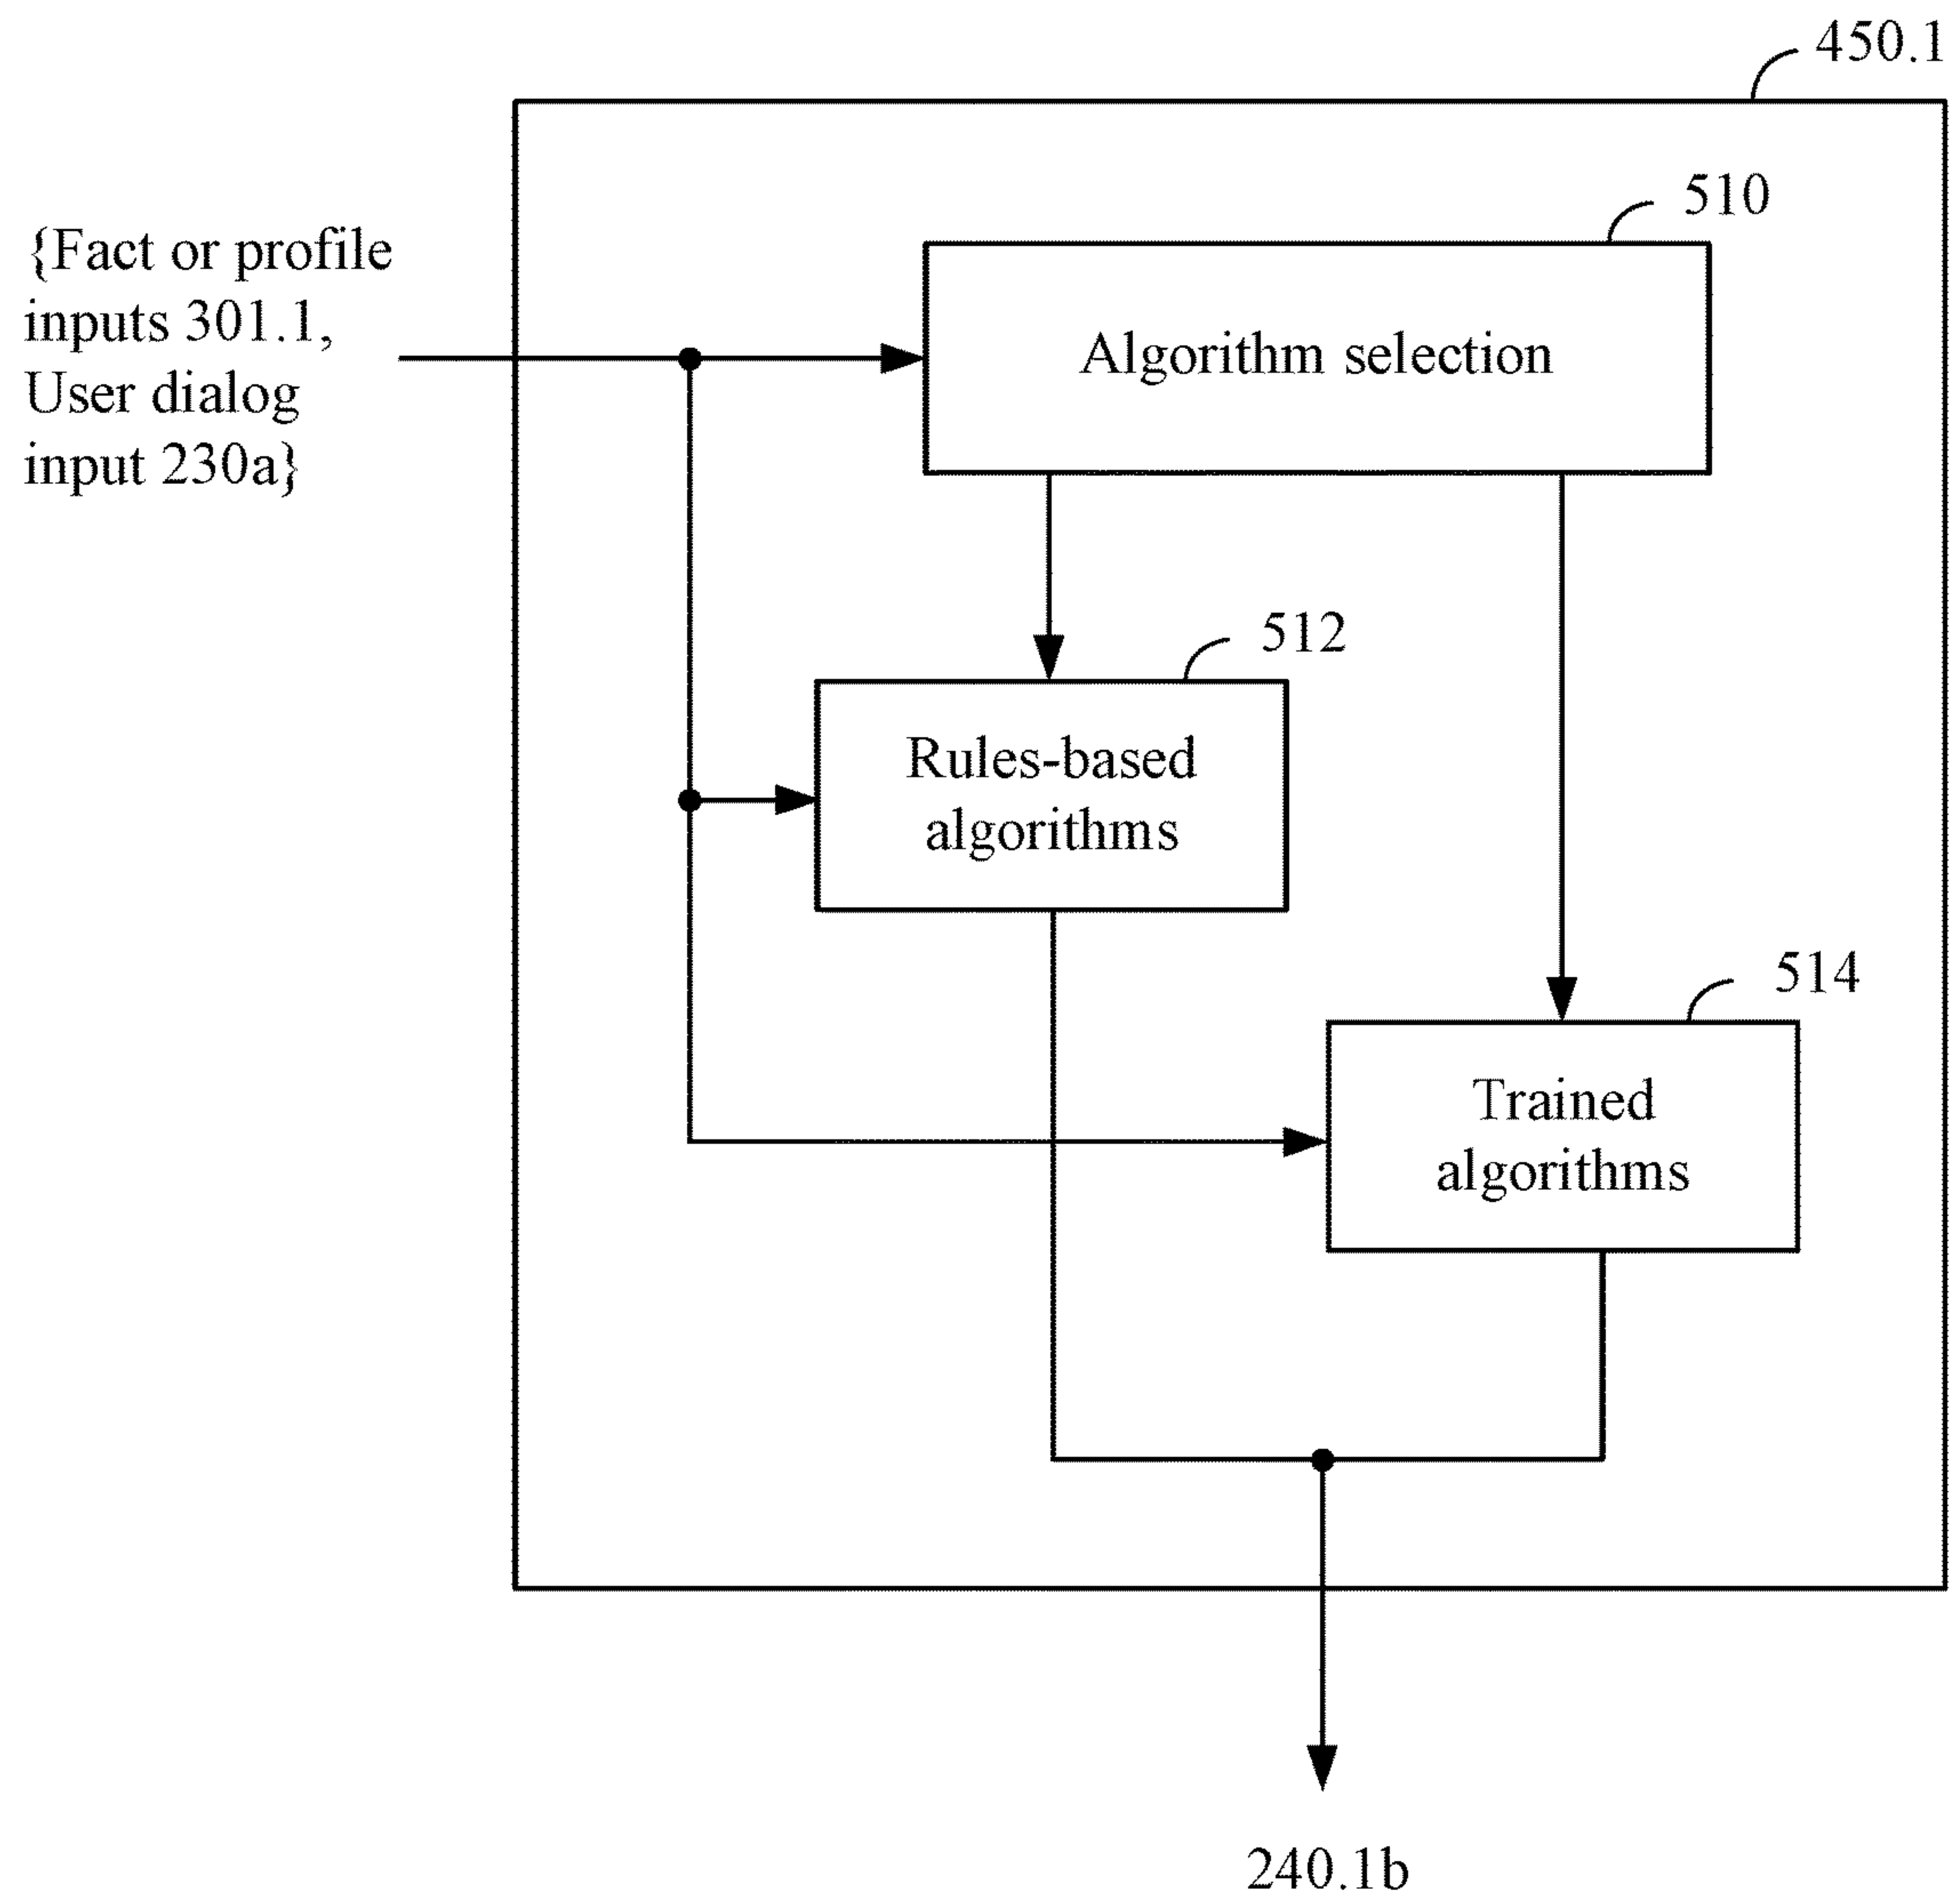 450.1
510
{Fact or profile
inputs 301.1,
User dialog
input 230a}
Algorithm selection
512
Rules-based
algorithms
514
Trained
algorithms
240.1b